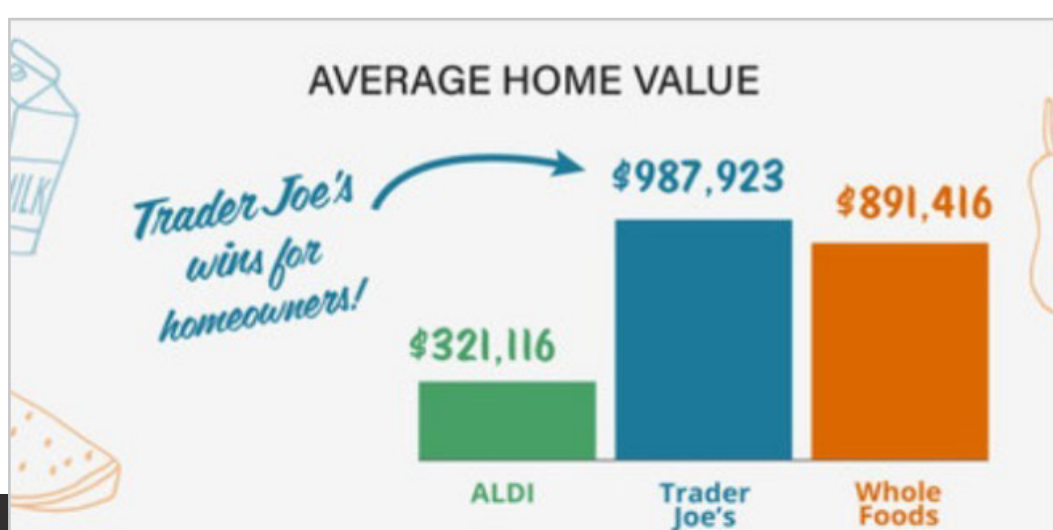 AVERAGE HOME VALUE
Trader Joe's
wins for
homeowners!
$987,923
$891,416
$321,116
ALDI
Trader
Joe's
Whole
Foods